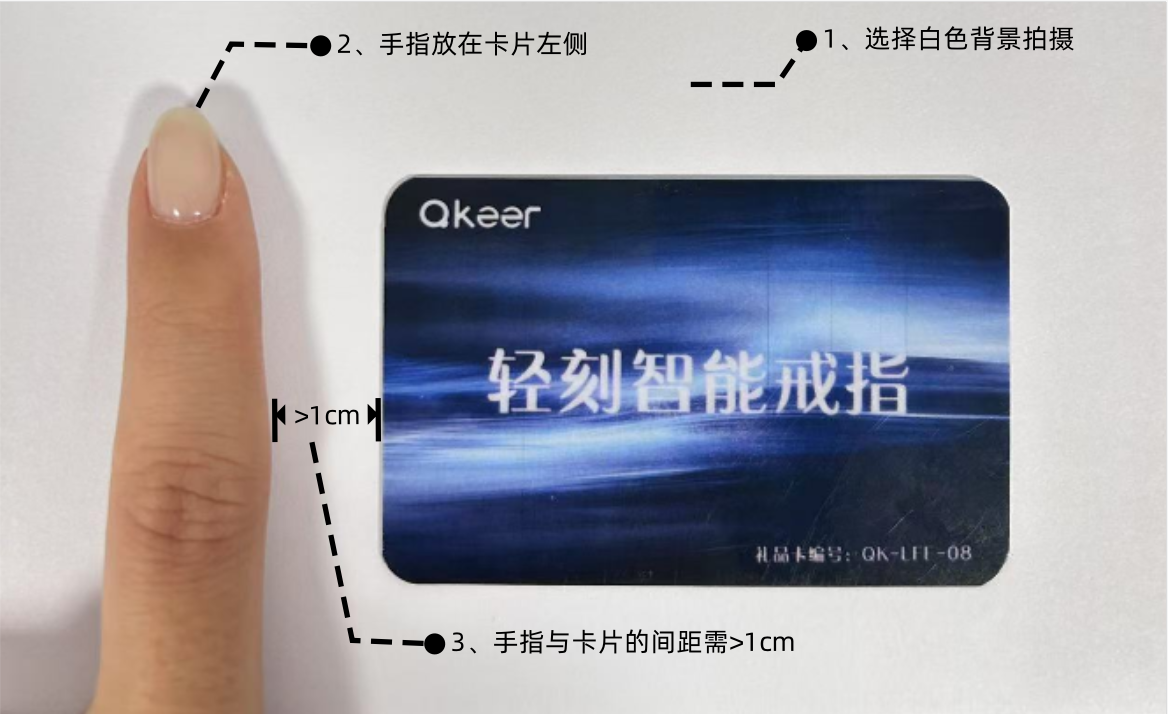 2、手指放在卡片左侧
1、选择白色背景拍摄
Qkeer
轻刻智能戒指
>1cm
礼品卡编号：QK-LFF-08
3、手指与卡片的间距需>1cm